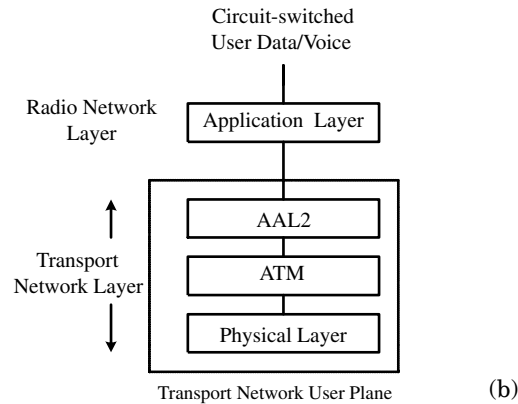 Circuit-switched
User Data/Voice
Radio Network
Layer
Application Layer
AAL2
Transport
Network Layer
ATM
Physical Layer
Transport Network User Plane
(b)